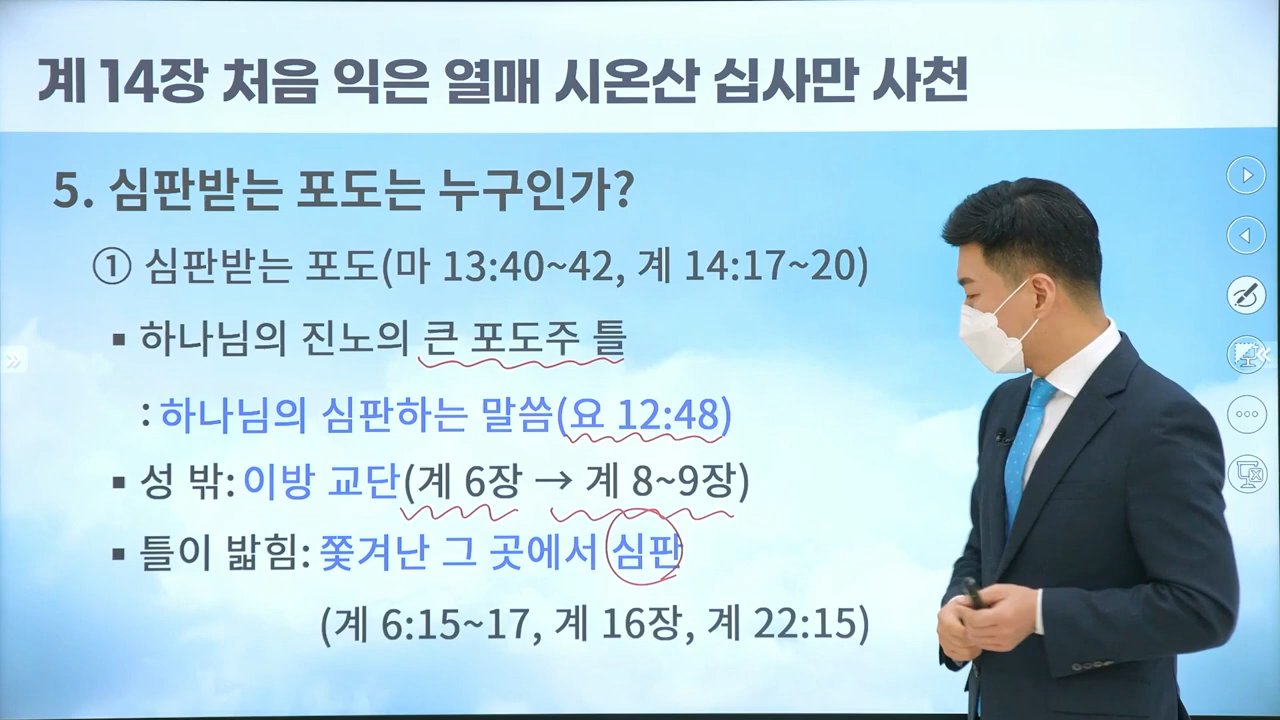 계 14장 처음 익은 열매 시온산 십사만 사천
5. 심판받는 포도는 누구인가?
① 심판받는 포도(마 13:40~42, 계 14:17~20)
▪ 하나님의 진노의 큰 포도주 틀
: 하나님의 심판하는 말씀(요 12:48)
▪ 성 밖: 이방 교단(계 6장 → 계 8~9장)
▪ 틀이 밟힘: 쫓겨난 그 곳에서 심판
(계 6:15~17, 계 16장, 계 22:15)